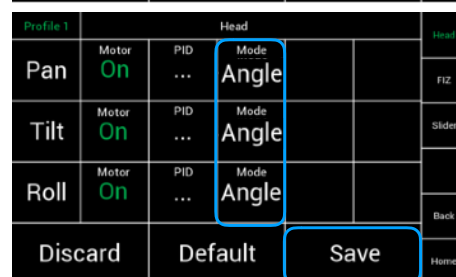 Profile 1 Head Head
Pan Motor On PID ... Mode Angle
FIZ
Tilt Motor On PID ... Mode Angle
Slider
Roll Motor On PID ... Mode Angle
Back
Discard Default Save
Home